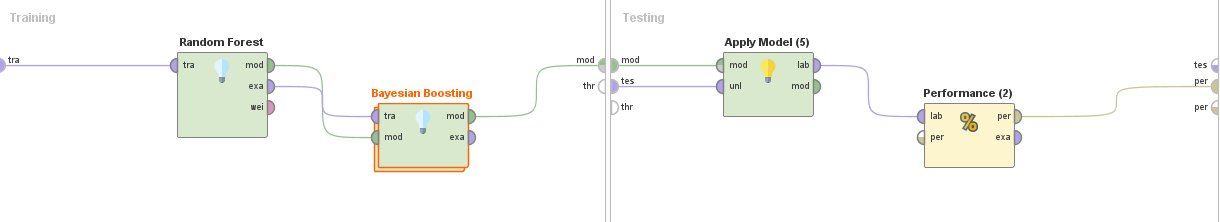 Training
Testing
Random Forest
tra
tra mod
exa
wei
Bayesian Boosting
tra mod
mod exa
mod
thr
mod
tes
thr
Apply Model (5)
mod lab
unl mod
Performance (2)
lab per
per exa
tes
per
per